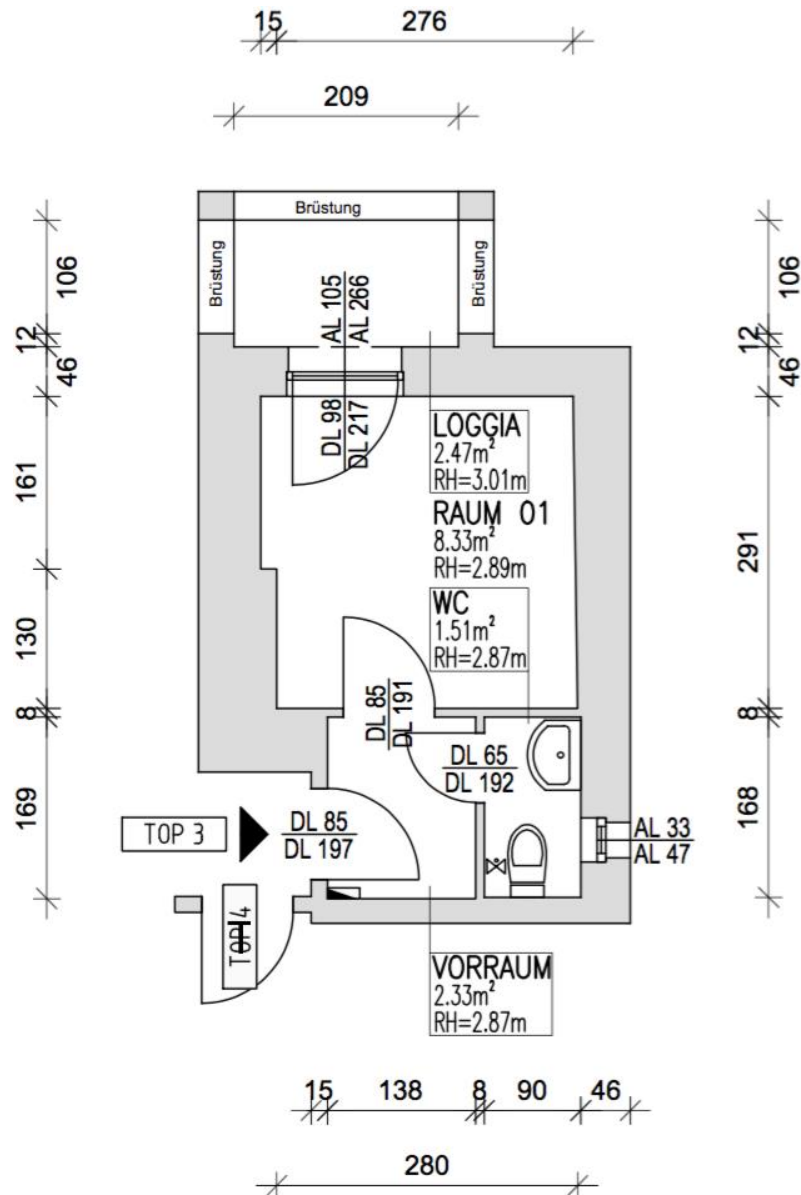 15 276
209
Brüstung
Brüstung
Brüstung
106
12
46
161
130
8
169
106
12
46
291
8
168
AL 105
AL 266
DL 98
DL 217
LOGGIA
2.47m²
RH=3.01m
RAUM 01
8.33m²
RH=2.89m
WC
1.51m²
RH=2.87m
DL 85
DL 191
DL 65
DL 192
TOP 3
DL 85
DL 197
AL 33
AL 47
TOP 4
VORRAUM
2.33m²
RH=2.87m
15 138 8 90 46
280